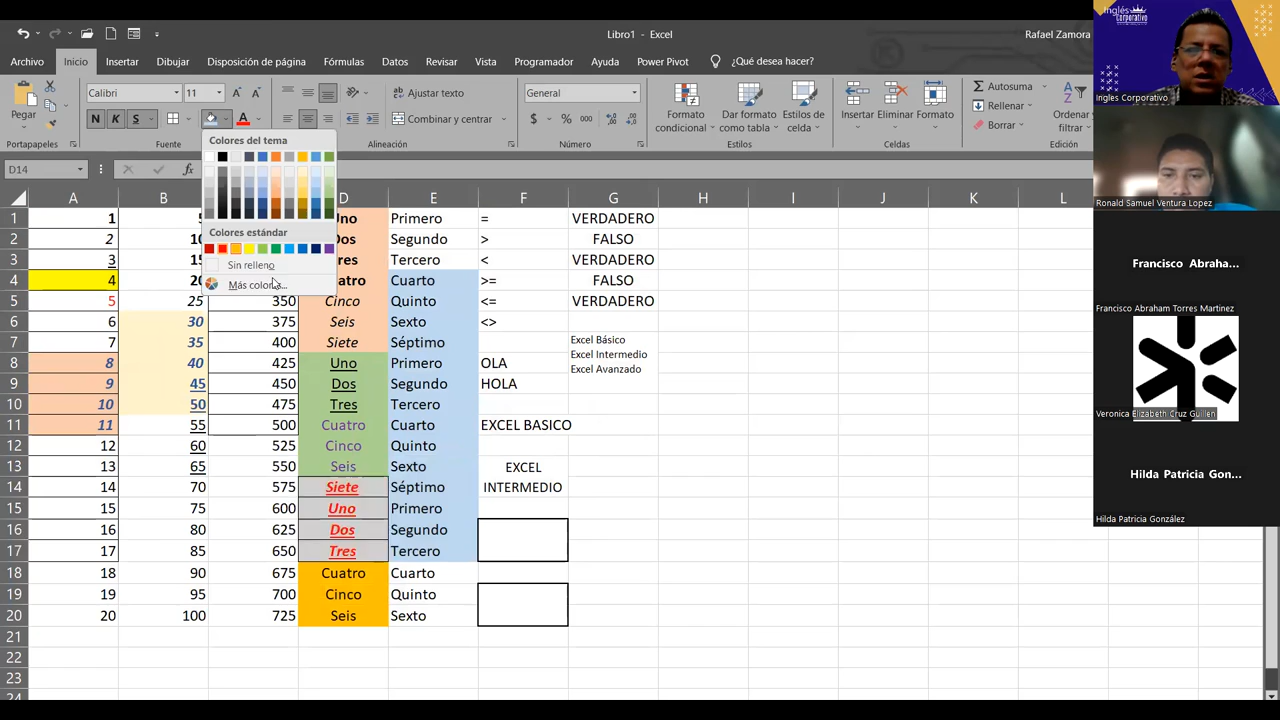 Libro1 - Excel
Rafael Zamora
Archivo Inicio Insertar Dibujar Disposición de página Fórmulas Datos Revisar Vista Programador Ayuda Power Pivot ¿Qué desea hacer?
Pegar
Portapapeles
Calibri 11
N K S
Fuente
Ajustar texto
Combinar y centrar
Alineación
General
$ %
Número
Formato condicional
Dar formato como tabla
Estilos de celda
Estilos
Insertar Eliminar Formato
Celdas
Autosuma
Rellenar
Borrar
Ordenar y
filtrar
Colores del tema
Colores estándar
Sin relleno
Más colores...
D14
fx
A B D E F G H I J K L
1 1 Uno Primero = VERDADERO
2 2 10 Dos Segundo > FALSO
3 3 15 Tres Tercero < VERDADERO
4 4 20 Cuatro Cuarto >= FALSO
5 5 25 350 Cinco Quinto <= VERDADERO
6 6 30 375 Seis Sexto <>
7 7 35 400 Siete Séptimo
Excel Básico
Excel Intermedio
Excel Avanzado
8 8 40 425 Uno Primero OLA
9 9 45 450 Dos Segundo HOLA
10 10 50 475 Tres Tercero
11 11 55 500 Cuatro Cuarto EXCEL BASICO
12 12 60 525 Cinco Quinto
13 13 65 550 Seis Sexto EXCEL
14 14 70 575 Siete Séptimo INTERMEDIO
15 15 75 600 Uno Primero
16 16 80 625 Dos Segundo
17 17 85 650 Tres Tercero
18 18 90 675 Cuatro Cuarto
19 19 95 700 Cinco Quinto
20 20 100 725 Seis Sexto
21
22
23
24
Inglés
Corporativo
Ingles Corporativo
Ronald Samuel Ventura Lopez
Francisco Abraha...
Francisco Abraham Torres Martinez
Veronica Elizabeth Cruz Guillen
Hilda Patricia Gon...
Hilda Patricia González